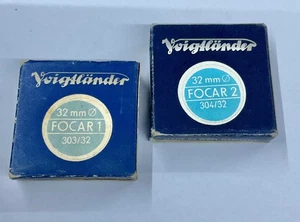 Voigtländer
32 mm Ø
FOCAR 1
303/32
Voigtländer
32 mm Ø
FOCAR 2
304/32